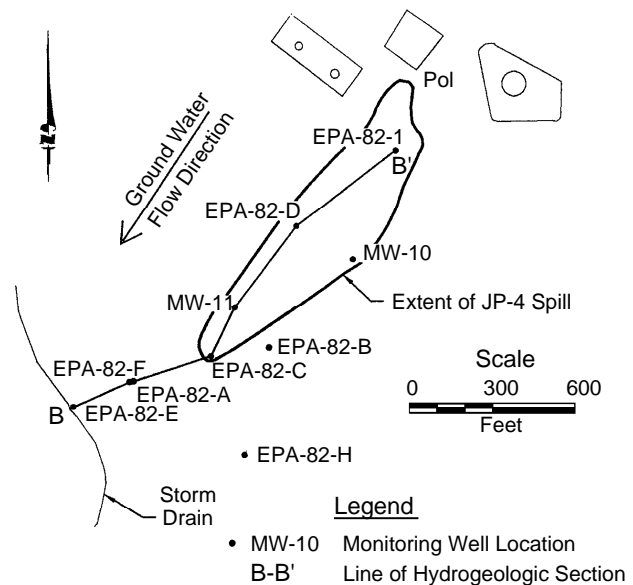 Pol
EPA-82-1
B'
Ground Water
Flow Direction
EPA-82-D
MW-10
MW-11
Extent of JP-4 Spill
EPA-82-B
EPA-82-C
EPA-82-F
EPA-82-A
B
EPA-82-E
Scale
0 300 600
Feet
EPA-82-H
Storm
Drain
Legend
MW-10 Monitoring Well Location
B-B' Line of Hydrogeologic Section